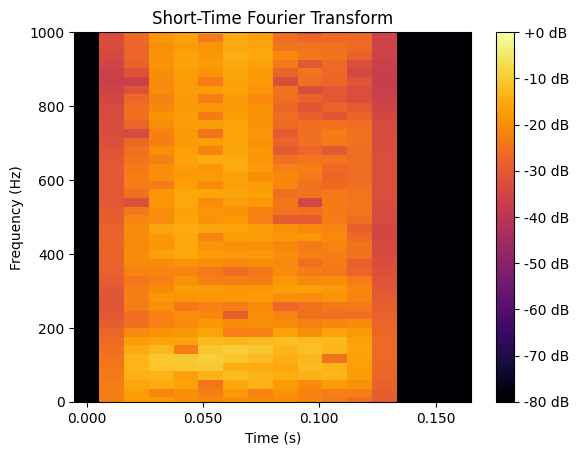 Short-Time Fourier Transform
1000
800
600
400
200
0
Frequency (Hz)
0.000
0.050
0.100
0.150
Time (s)
+0 dB
-10 dB
-20 dB
-30 dB
-40 dB
-50 dB
-60 dB
-70 dB
-80 dB